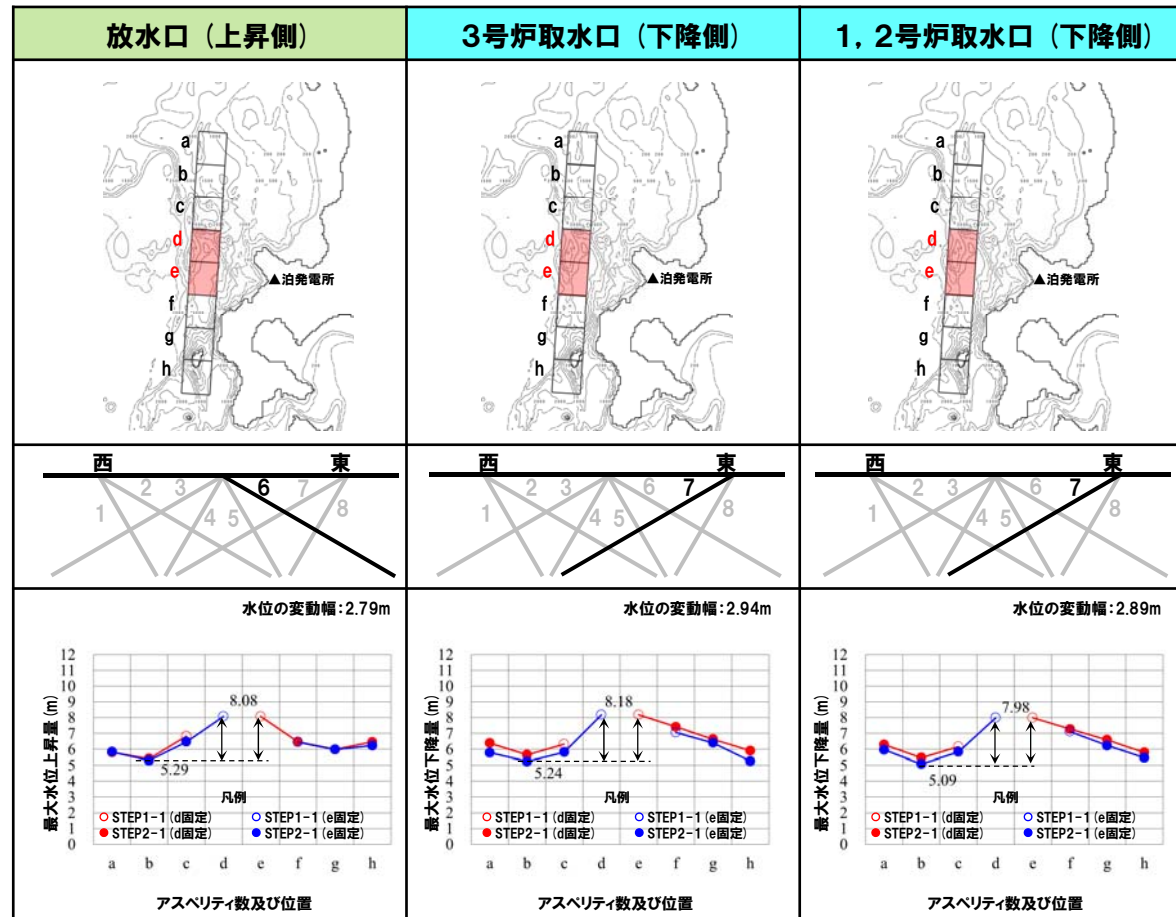 放水口（上昇側）
3号炉取水口（下降側）
1，2号炉取水口（下降側）
a
b
c
d
e
f
g
h
▲泊発電所
a
b
c
d
e
f
g
h
▲泊発電所
a
b
c
d
e
f
g
h
▲泊発電所
西 東
1 2 3 4 5 6 7 8
西 東
1 2 3 4 5 6 7 8
西 東
1 2 3 4 5 6 7 8
水位の変動幅：2.79m
最大水位上昇量（m）
12
11
10
9
8
7
6
5
4
3
2
1
0
8.08
5.29
凡例
STEP1-1（d固定） STEP1-1（e固定）
STEP2-1（d固定） STEP2-1（e固定）
a b c d e f g h
アスペリティ数及び位置
水位の変動幅：2.94m
最大水位下降量（m）
12
11
10
9
8
7
6
5
4
3
2
1
0
8.18
5.24
凡例
STEP1-1（d固定） STEP1-1（e固定）
STEP2-1（d固定） STEP2-1（e固定）
a b c d e f g h
アスペリティ数及び位置
水位の変動幅：2.89m
最大水位下降量（m）
12
11
10
9
8
7
6
5
4
3
2
1
0
7.98
5.09
凡例
STEP1-1（d固定） STEP1-1（e固定）
STEP2-1（d固定） STEP2-1（e固定）
a b c d e f g h
アスペリティ数及び位置